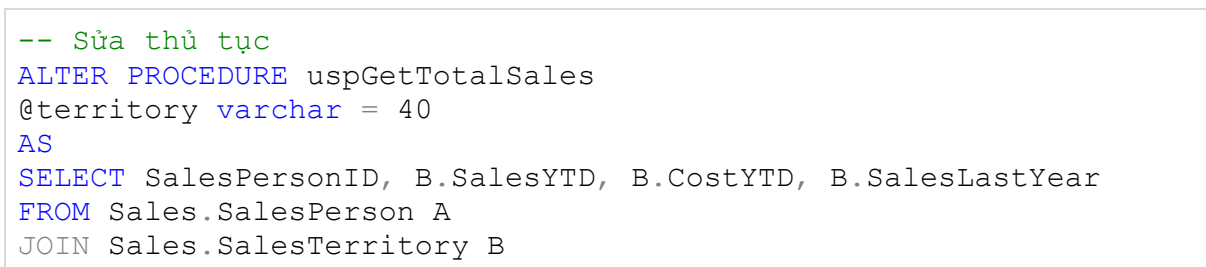 -- Sửa thủ tục
ALTER PROCEDURE uspGetTotalSales
@territory varchar = 40
AS
SELECT SalesPersonID, B.SalesYTD, B.CostYTD, B.SalesLastYear
FROM Sales.SalesPerson A
JOIN Sales.SalesTerritory B